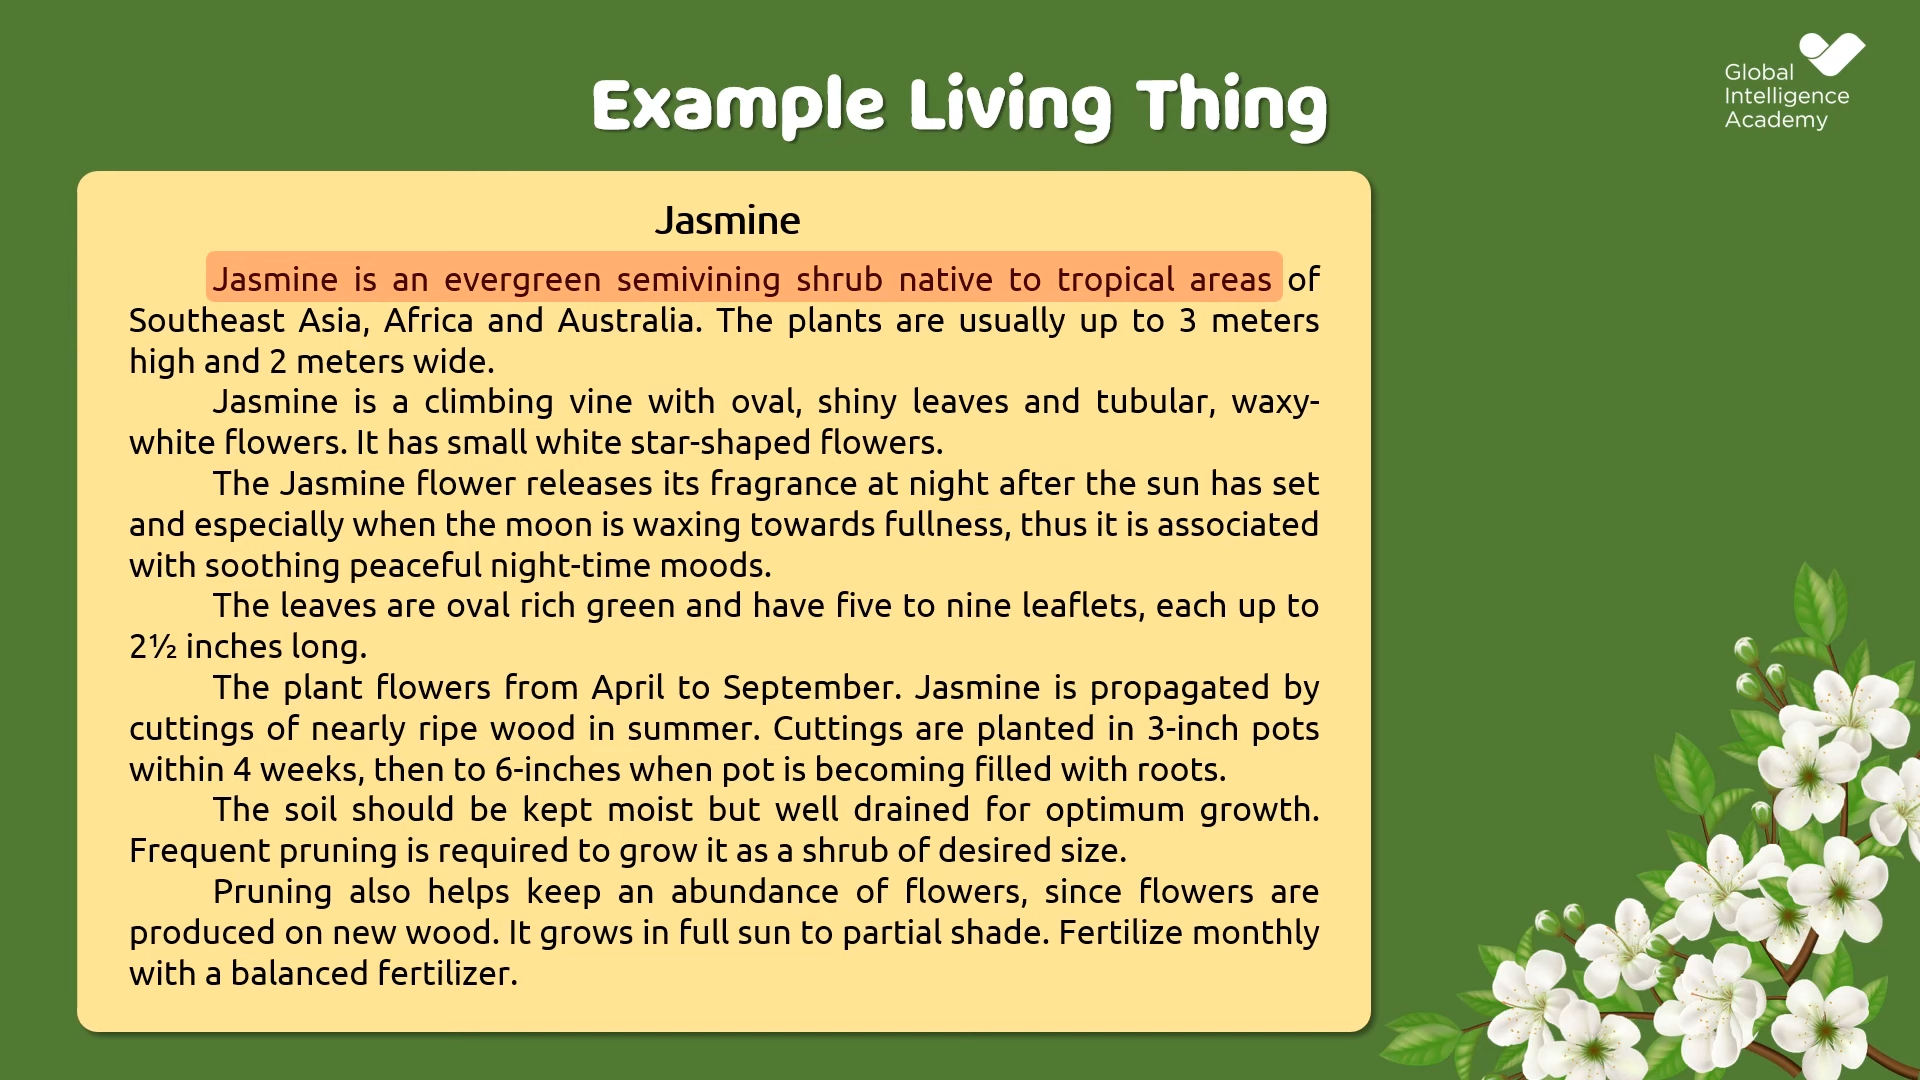 Example Living Thing
Global
Intelligence
Academy
Jasmine
Jasmine is an evergreen semivining shrub native to tropical areas of
Southeast Asia, Africa and Australia. The plants are usually up to 3 meters
high and 2 meters wide.
Jasmine is a climbing vine with oval, shiny leaves and tubular, waxy-
white flowers. It has small white star-shaped flowers.
The Jasmine flower releases its fragrance at night after the sun has set
and especially when the moon is waxing towards fullness, thus it is associated
with soothing peaceful night-time moods.
The leaves are oval rich green and have five to nine leaflets, each up to
2½ inches long.
The plant flowers from April to September. Jasmine is propagated by
cuttings of nearly ripe wood in summer. Cuttings are planted in 3-inch pots
within 4 weeks, then to 6-inches when pot is becoming filled with roots.
The soil should be kept moist but well drained for optimum growth.
Frequent pruning is required to grow it as a shrub of desired size.
Pruning also helps keep an abundance of flowers, since flowers are
produced on new wood. It grows in full sun to partial shade. Fertilize monthly
with a balanced fertilizer.